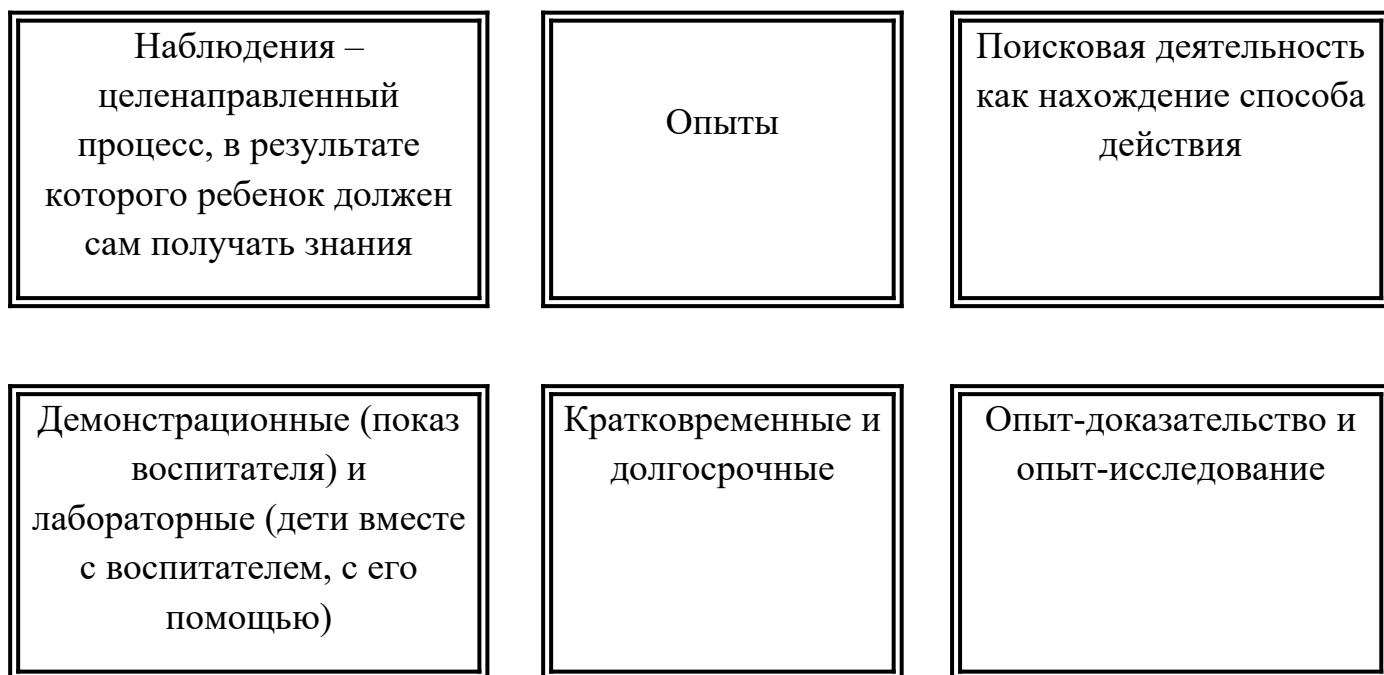 Наблюдения –
целенаправленный
процесс, в результате
которого ребенок должен
сам получать знания
Опыты
Поисковая деятельность
как нахождение способа
действия
Демонстрационные (показ
воспитателя) и
лабораторные (дети вместе
с воспитателем, с его
помощью)
Кратковременные и
долгосрочные
Опыт-доказательство и
опыт-исследование